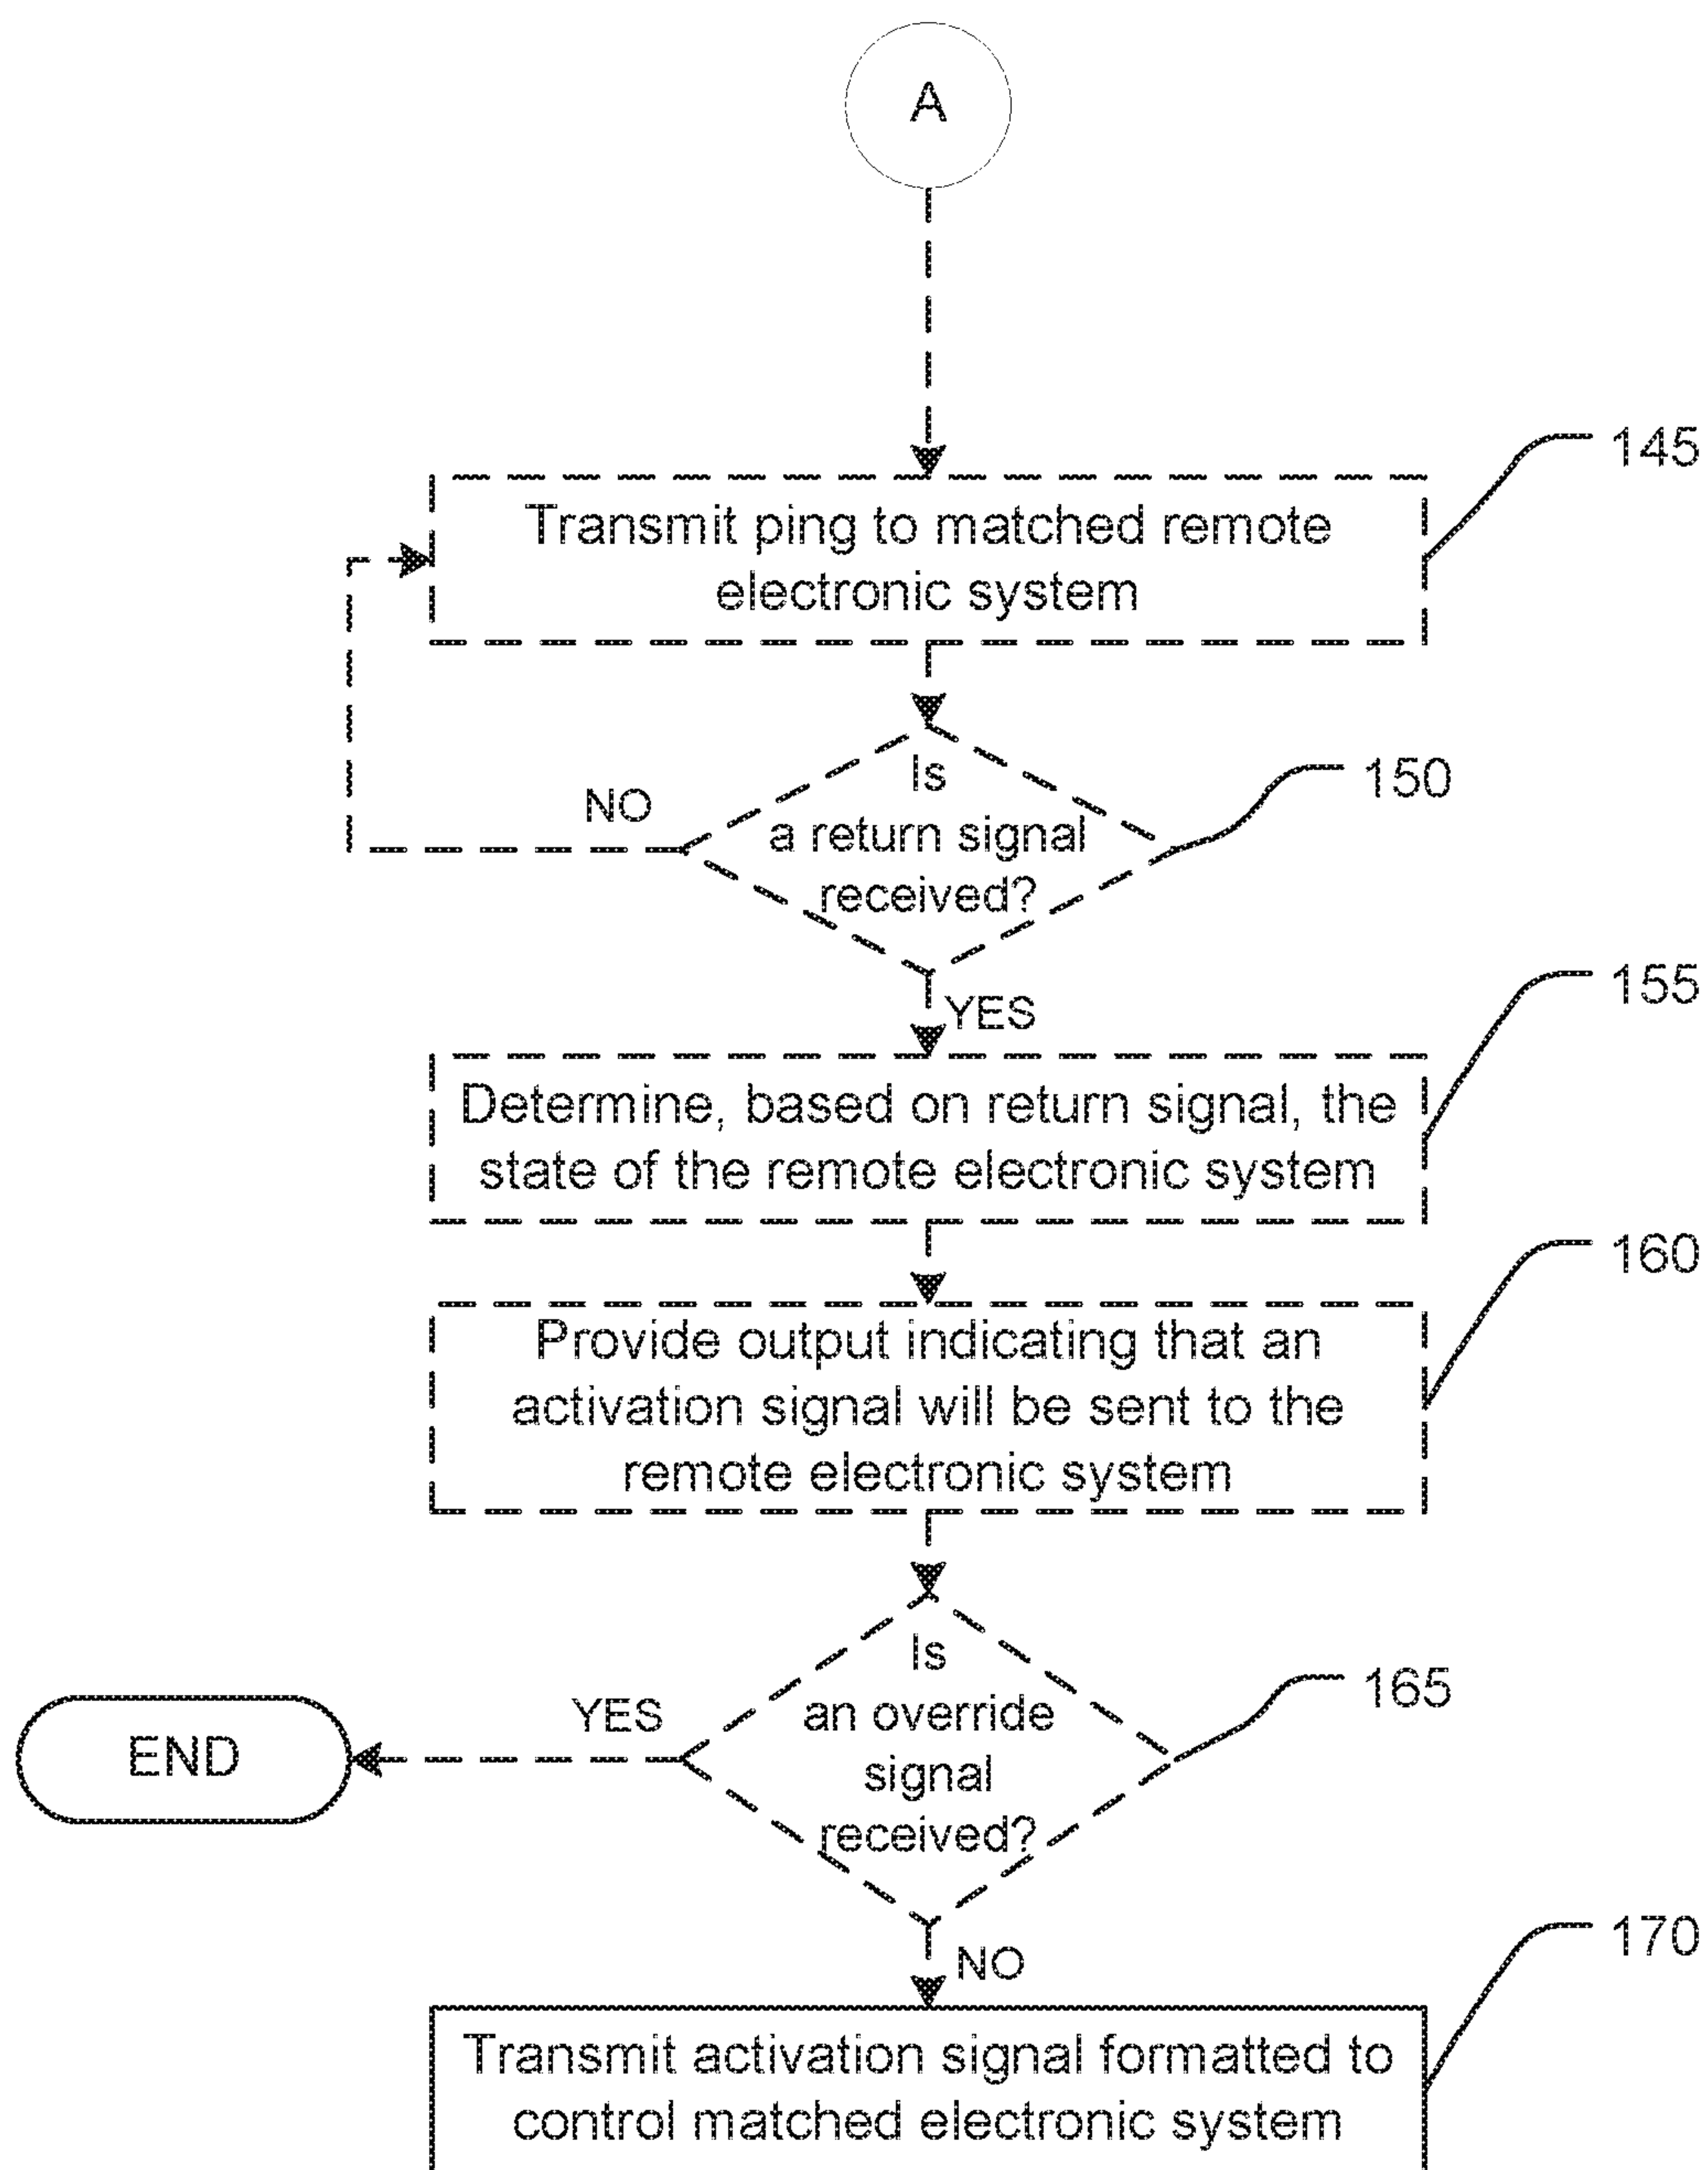 A
145
Transmit ping to matched remote
electronic system
150
NO
Is
a return signal
received?
YES
155
Determine, based on return signal, the
state of the remote electronic system
160
Provide output indicating that an
activation signal will be sent to the
remote electronic system
165
Is
an override
signal
received?
YES
END
NO
170
Transmit activation signal formatted to
control matched electronic system